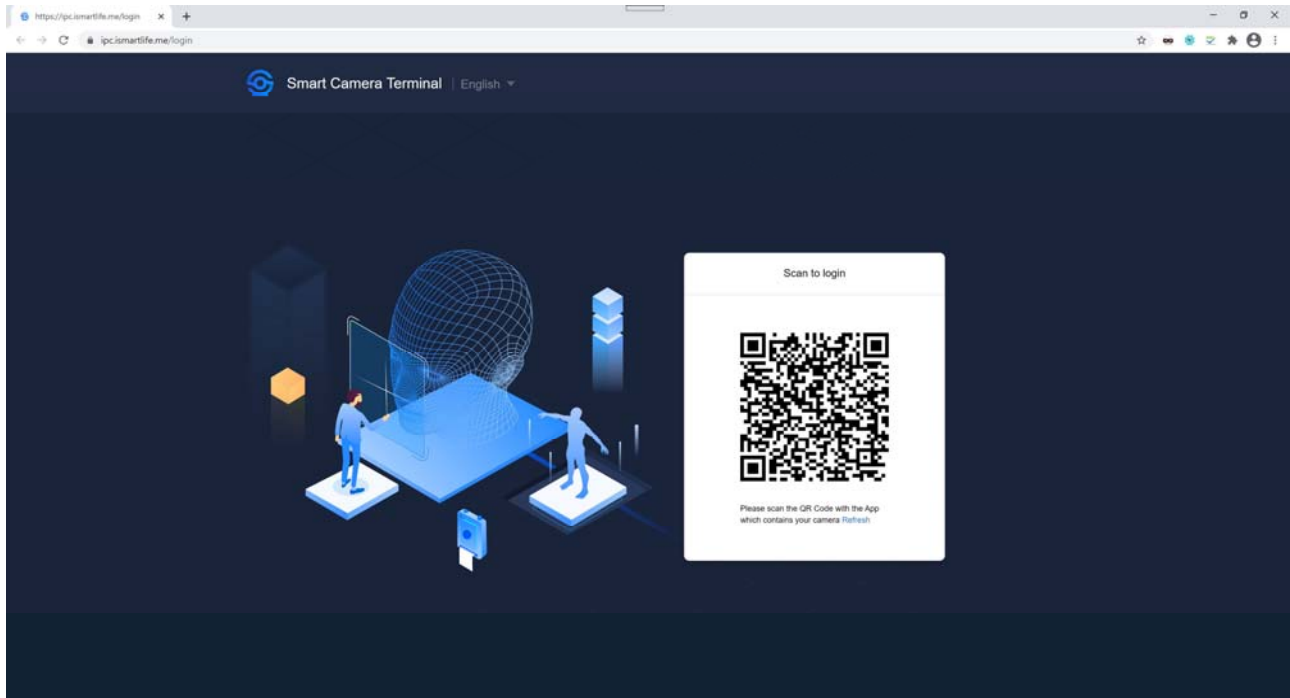 https://ipc.ismartlife.me/login
ipc.ismartlife.me/login
Smart Camera Terminal | English
Scan to login
Please scan the QR Code with the App
which contains your camera Refresh